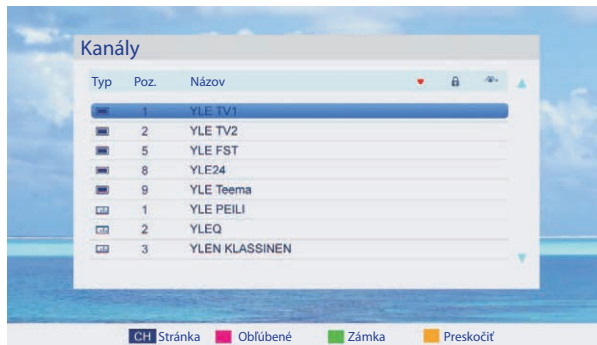 Kanály
Typ Poz. Názov
1 YLE TV1
2 YLE TV2
5 YLE FST
8 YLE24
9 YLE Teema
1 YLE PEILI
2 YLEQ
3 YLEN KLASSINEN
CH Stránka Obľúbené Zámka Preskočiť